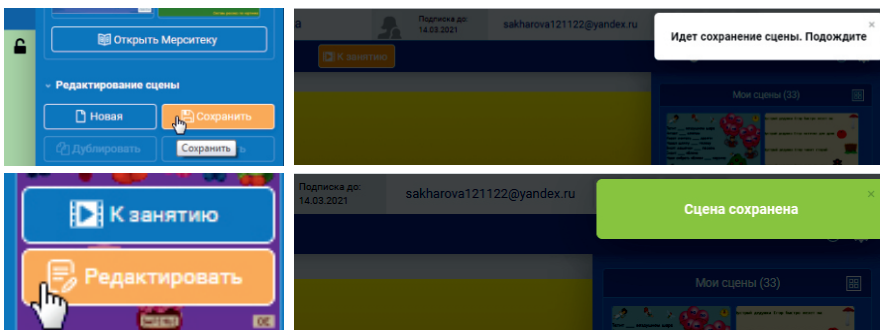 Открыть Мерситеку
Редактирование сцены
Новая
Сохранить
Дублировать
Сохранить
Подписка до:
14.03.2021
sakharova121122@yandex.ru
Идет сохранение сцены. Подождите
×
К занятию
Мои сцены (33)
К занятию
Редактировать
Подписка до:
14.03.2021
sakharova121122@yandex.ru
Сцена сохранена
×
Мои сцены (33)